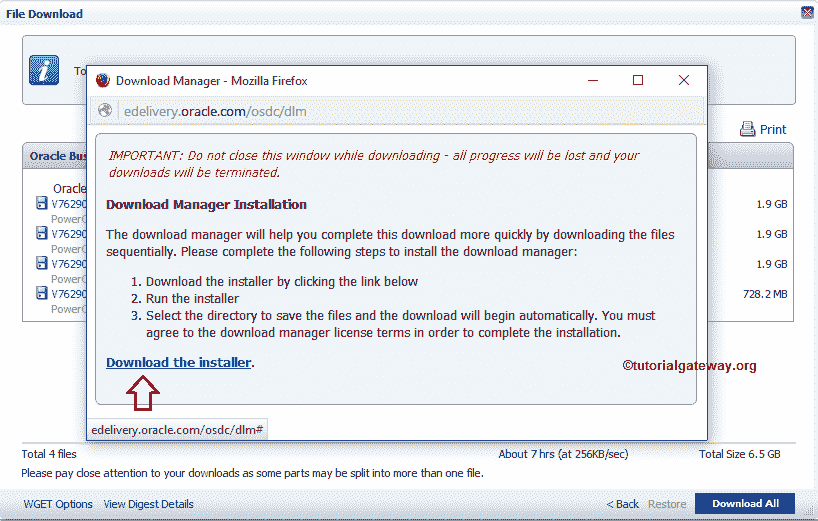 File Download
To
Download Manager - Mozilla Firefox
edelivery.oracle.com/osdc/dlm
IMPORTANT: Do not close this window while downloading - all progress will be lost and your
downloads will be terminated.
Print
Oracle Bus
Download Manager Installation
Oracle
V76290
1.9 GB
PowerC
The download manager will help you complete this download more quickly by downloading the files
sequentially. Please complete the following steps to install the download manager:
V76290
1.9 GB
PowerC
1. Download the installer by clicking the link below
2. Run the installer
3. Select the directory to save the files and the download will begin automatically. You must
agree to the download manager license terms in order to complete the installation.
V76290
1.9 GB
PowerC
V76290
728.2 MB
PowerC
Download the installer.
©tutorialgateway.org
edelivery.oracle.com/osdc/dlm#
Total 4 files
About 7 hrs (at 256KB/sec)
Total Size 6.5 GB
Please pay close attention to your downloads as some parts may be split into more than one file.
WGET Options
View Digest Details
< Back
Restore
Download All